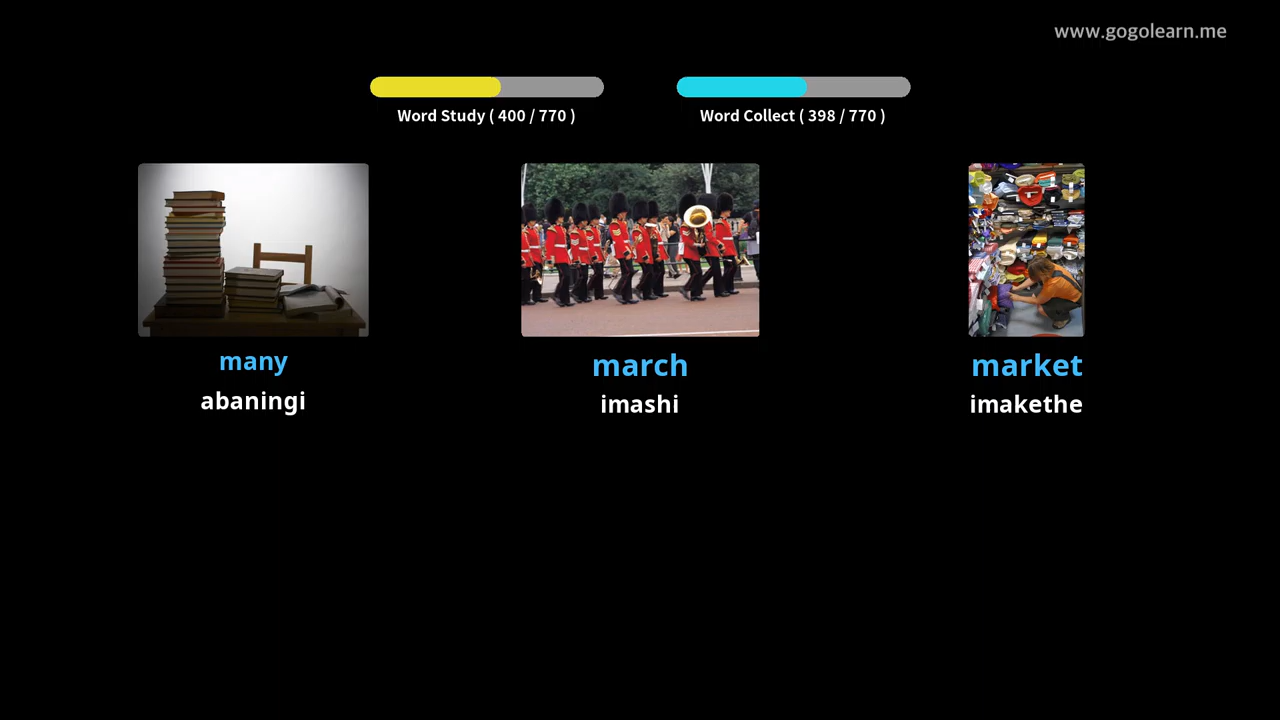 www.gogolearn.me
Word Study ( 400 / 770 )
Word Collect ( 398 / 770 )
many
abaningi
march
imashi
market
imakethe